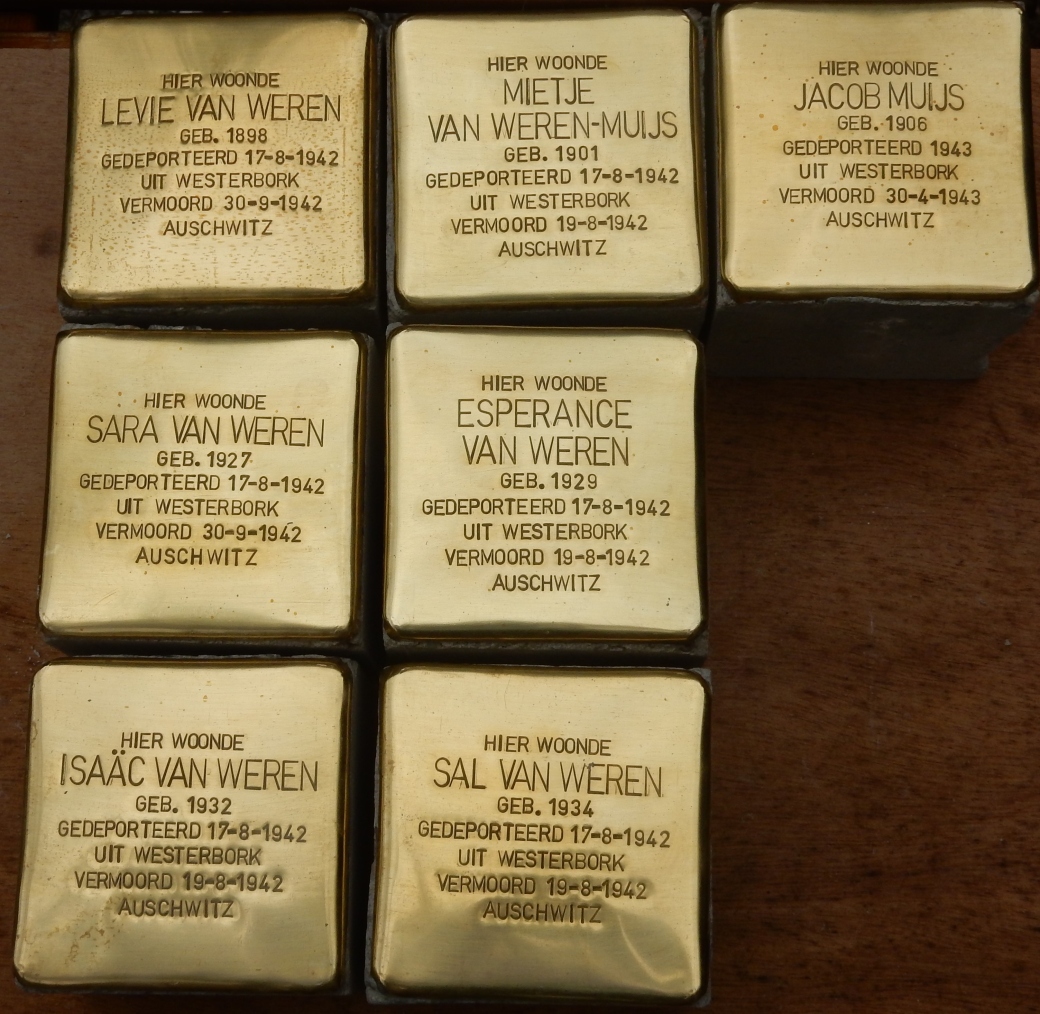 HIER WOONDE
LEVIE VAN WEREN
GEB. 1898
GEDEPORTEERD 17-8-1942
UIT WESTERBORK
VERMOORD 30-9-1942
AUSCHWITZ
HIER WOONDE
MIETJE
VAN WEREN-MUIJS
GEB. 1901
GEDEPORTEERD 17-8-1942
UIT WESTERBORK
VERMOORD 19-8-1942
AUSCHWITZ
HIER WOONDE
JACOB MUIJS
GEB. 1906
GEDEPORTEERD 1943
UIT WESTERBORK
VERMOORD 30-4-1943
AUSCHWITZ
HIER WOONDE
SARA VAN WEREN
GEB. 1927
GEDEPORTEERD 17-8-1942
UIT WESTERBORK
VERMOORD 30-9-1942
AUSCHWITZ
HIER WOONDE
ESPERANCE
VAN WEREN
GEB. 1929
GEDEPORTEERD 17-8-1942
UIT WESTERBORK
VERMOORD 19-8-1942
AUSCHWITZ
HIER WOONDE
ISAÄC VAN WEREN
GEB. 1932
GEDEPORTEERD 17-8-1942
UIT WESTERBORK
VERMOORD 19-8-1942
AUSCHWITZ
HIER WOONDE
SAL VAN WEREN
GEB. 1934
GEDEPORTEERD 17-8-1942
UIT WESTERBORK
VERMOORD 19-8-1942
AUSCHWITZ